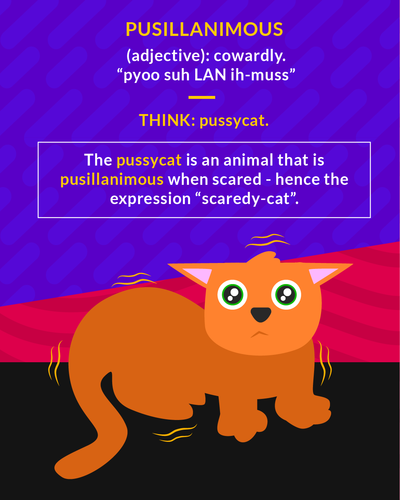 PUSILLANIMOUS
(adjective): cowardly.
“pyoo suh LAN ih-muss”
THINK: pussycat.
The pussycat is an animal that is
pusillanimous when scared - hence the
expression “scaredy-cat”.